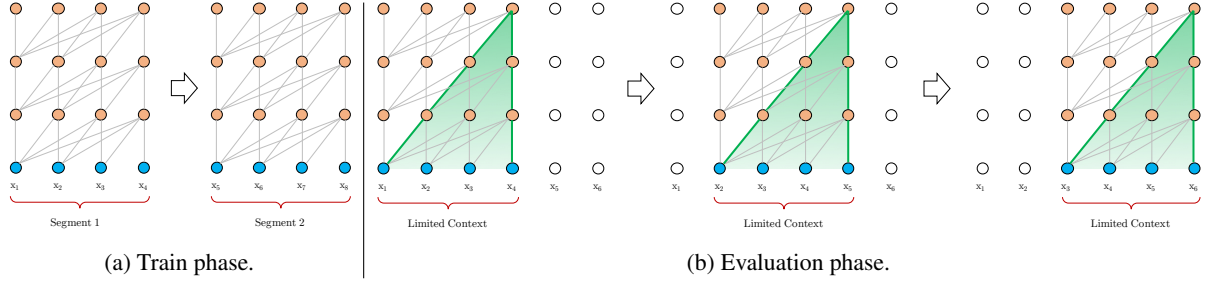 x₁ x₂ x₃ x₄ x₅ x₆ x₇ x₈ x₁ x₂ x₃ x₄ x₅ x₆ x₁ x₂ x₃ x₄ x₅ x₆ x₁ x₂ x₃ x₄ x₅ x₆
Segment 1 Segment 2 Limited Context Limited Context Limited Context
(a) Train phase. (b) Evaluation phase.